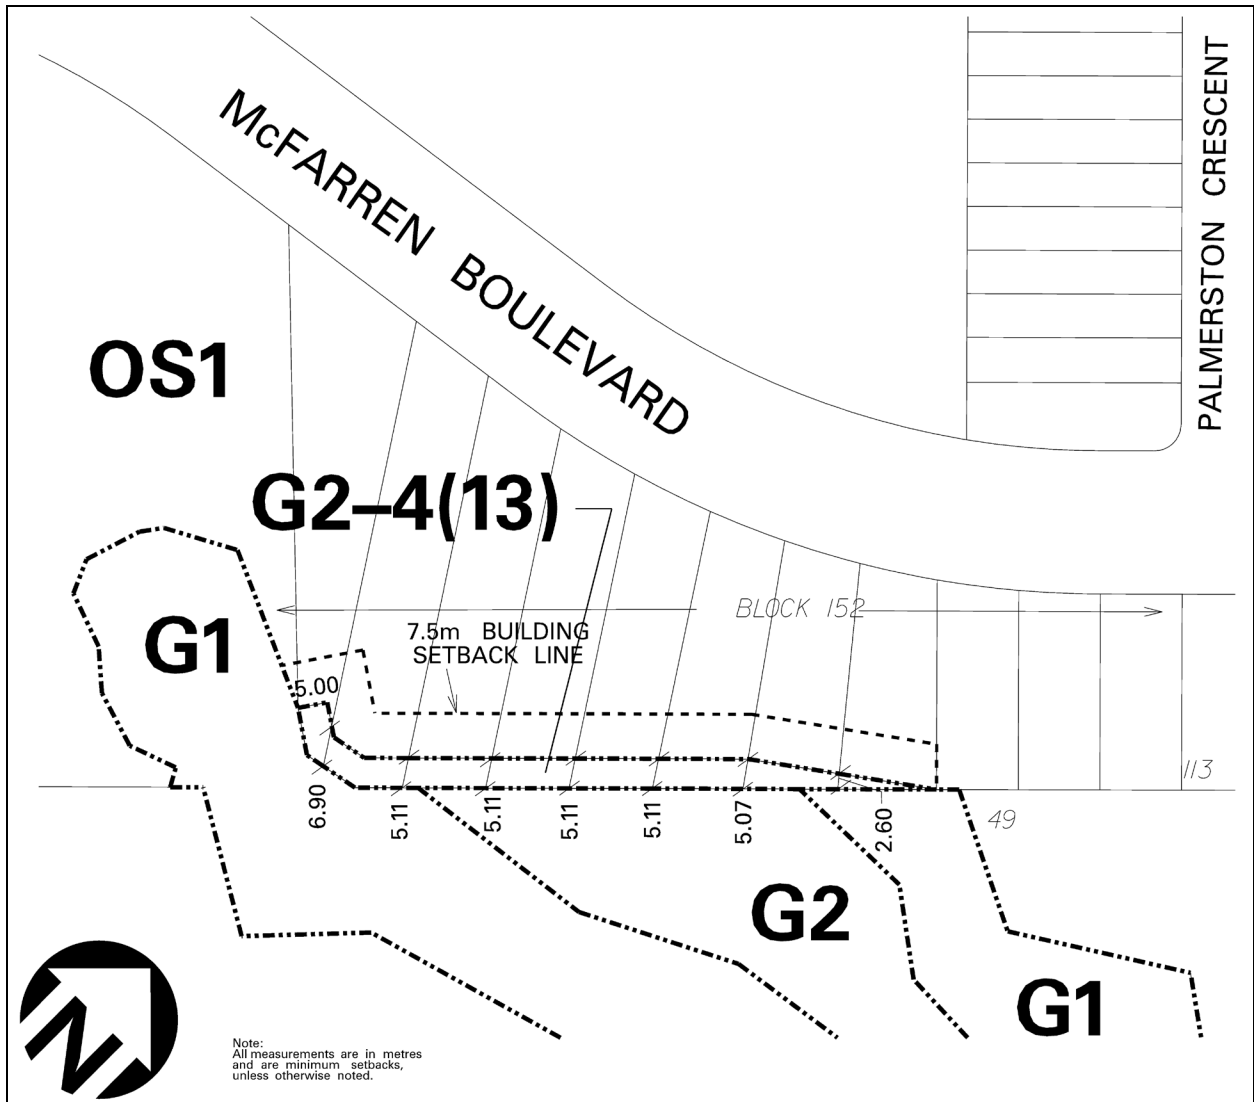 McFARREN BOULEVARD
PALMERSTON CRESCENT
OS1
G2–4(13)
BLOCK 152
G1
7.5m BUILDING
SETBACK LINE
5.00
6.90
5.11
5.11
5.11
5.11
5.07
2.60
113
49
G2
G1
N
Note:
All measurements are in metres
and are minimum setbacks,
unless otherwise noted.